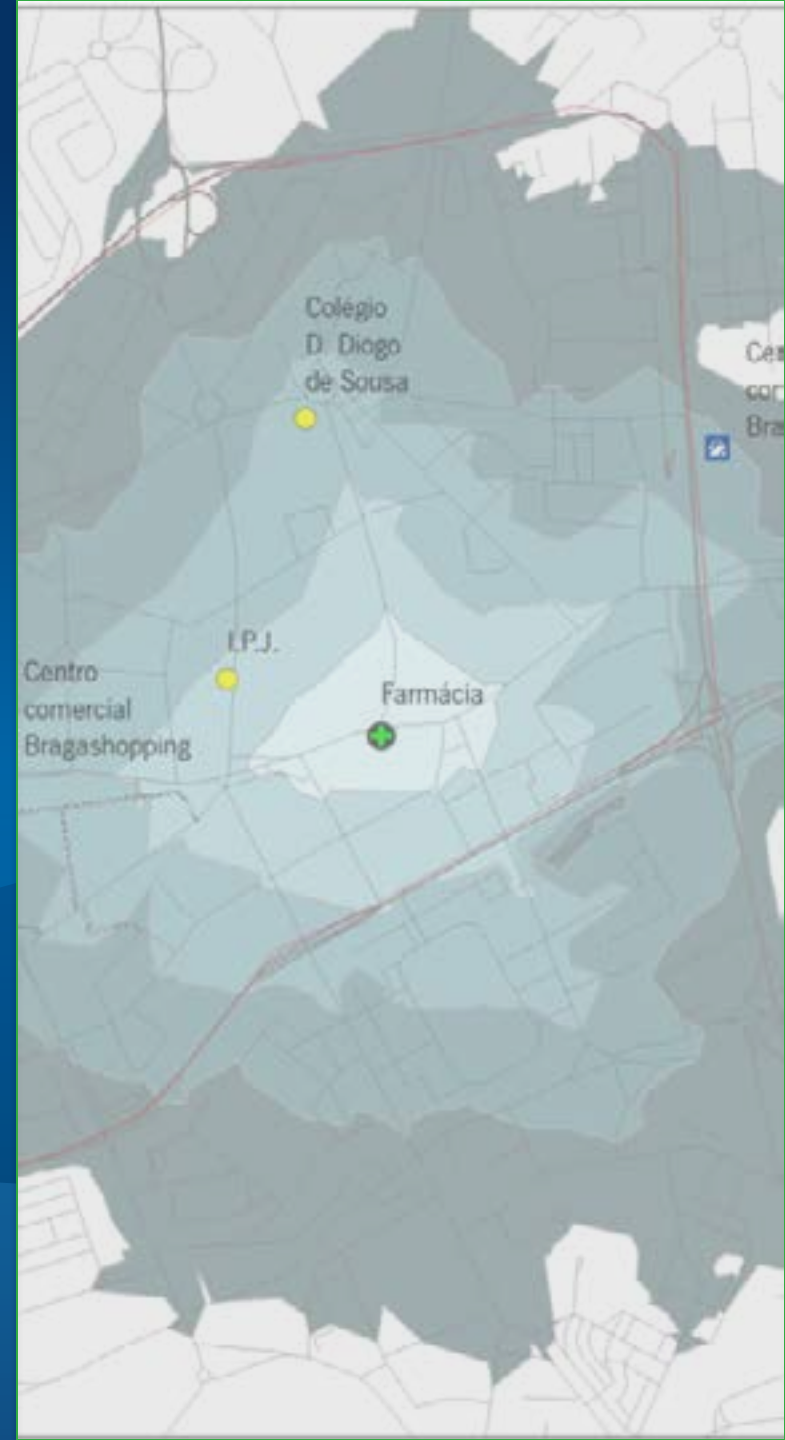 Colégio
D. Diogo
de Sousa
I.P.J.
Centro
comercial
Bragashopping
Farmácia